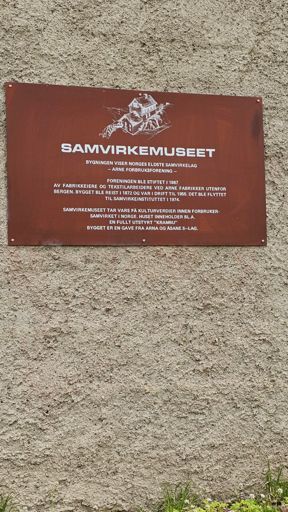 SAMVIRKEMUSEET
BYGNINGEN VISER NORGES ELDSTE SAMVIRKELAG
– ARNE FORBRUKSFORENING –
FORENINGEN BLE STIFTET I 1867
AV FABRIKKEIERE OG TEKSTILARBEIDERE VED ARNE FABRIKKER UTENFOR
BERGEN. BYGGET BLE REIST I 1872 OG VAR I DRIFT TIL 1955. DET BLE FLYTTET
TIL SAMVIRKEINSTITUTTET I 1974.
SAMVIRKEMUSEET TAR VARE PÅ KULTURVERDIER INNEN FORBRUKER-
SAMVIRKET I NORGE. HUSET INNEHOLDER BL.A.
EN FULLT UTSTYRT "KRAMBU"
BYGGET ER EN GAVE FRA ARNA OG ÅSANE S-LAG.